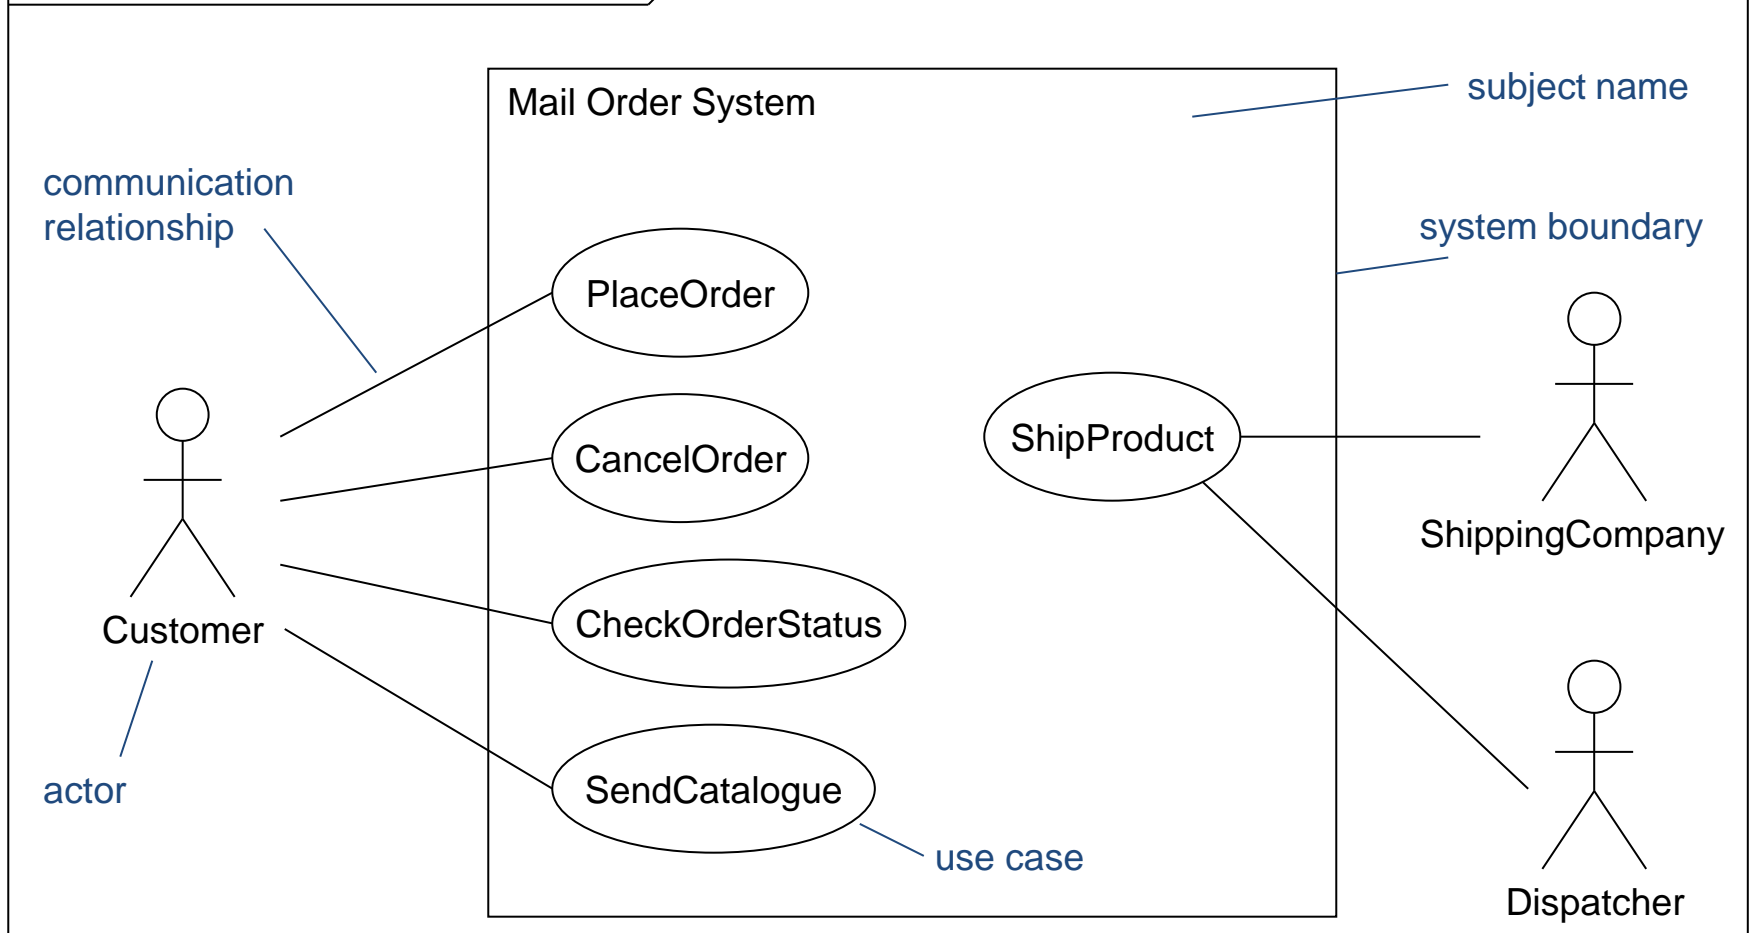 Mail Order System
subject name
communication
relationship
system boundary
PlaceOrder
CancelOrder
ShipProduct
ShippingCompany
CheckOrderStatus
Customer
SendCatalogue
actor
use case
Dispatcher